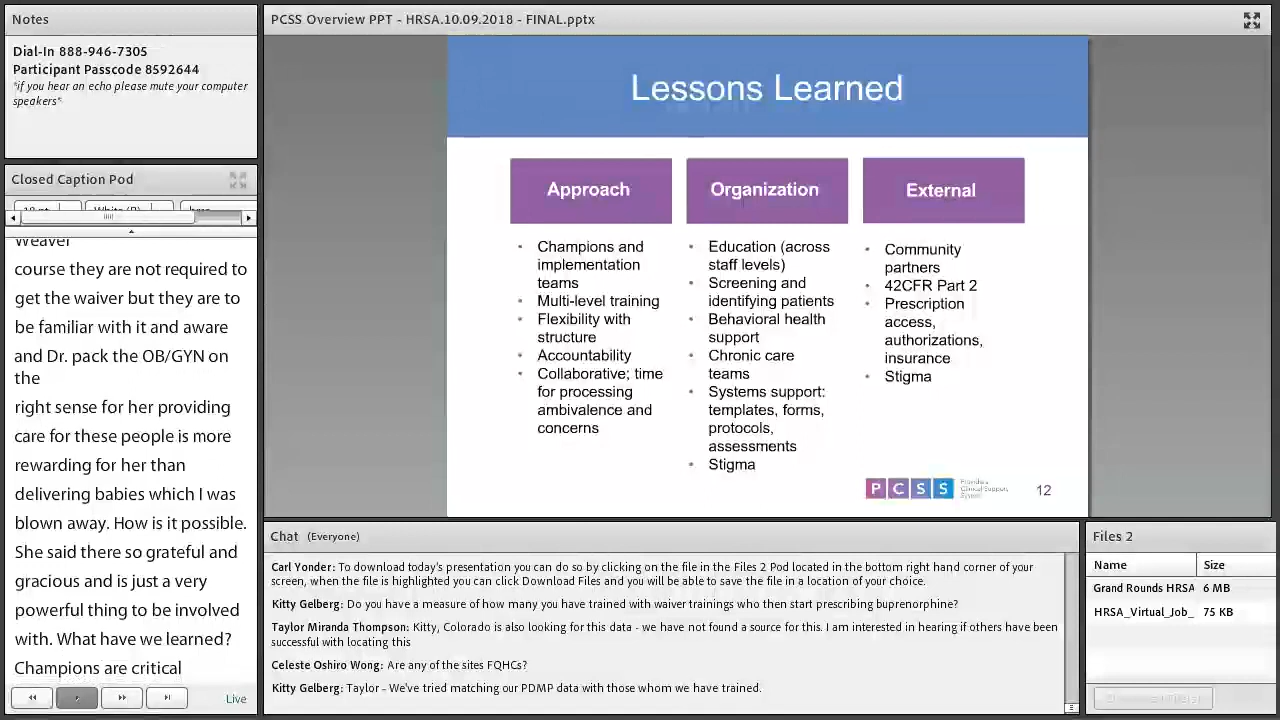 Notes
Dial-In 888-946-7305
Participant Passcode 8592644
*if you hear an echo please mute your computer
speakers*
Closed Caption Pod
Weaver
course they are not required to
get the waiver but they are to
be familiar with it and aware
and Dr. pack the OB/GYN on
the
right sense for her providing
care for these people is more
rewarding for her than
delivering babies which I was
blown away. How is it possible.
She said there so grateful and
gracious and is just a very
powerful thing to be involved
with. What have we learned?
Champions are critical
Live
PCSS Overview PPT - HRSA.10.09.2018 - FINAL.pptx
Lessons Learned
Approach
• Champions and
implementation
teams
• Multi-level training
• Flexibility with
structure
• Accountability
• Collaborative; time
for processing
ambivalence and
concerns
Organization
• Education (across
staff levels)
• Screening and
identifying patients
• Behavioral health
support
• Chronic care
teams
• Systems support:
templates, forms,
protocols,
assessments
• Stigma
External
• Community
partners
• 42CFR Part 2
• Prescription
access,
authorizations,
insurance
• Stigma
PCSS
Providers
Clinical Support
System
12
Chat (Everyone)
Carl Yonder: To download today's presentation you can do so by clicking on the file in the Files 2 Pod located in the bottom right hand corner of your
screen, when the file is highlighted you can click Download Files and you will be able to save the file in a location of your choice.
Kitty Gelberg: Do you have a measure of how many you have trained with waiver trainings who then start prescribing buprenorphine?
Taylor Miranda Thompson: Kitty, Colorado is also looking for this data - we have not found a source for this. I am interested in hearing if others have been
successful with locating this
Celeste Oshiro Wong: Are any of the sites FQHCs?
Kitty Gelberg: Taylor - We've tried matching our PDMP data with those whom we have trained.
Files 2
Name Size
Grand Rounds HRSA 6 MB
HRSA_Virtual_Job_ 75 KB